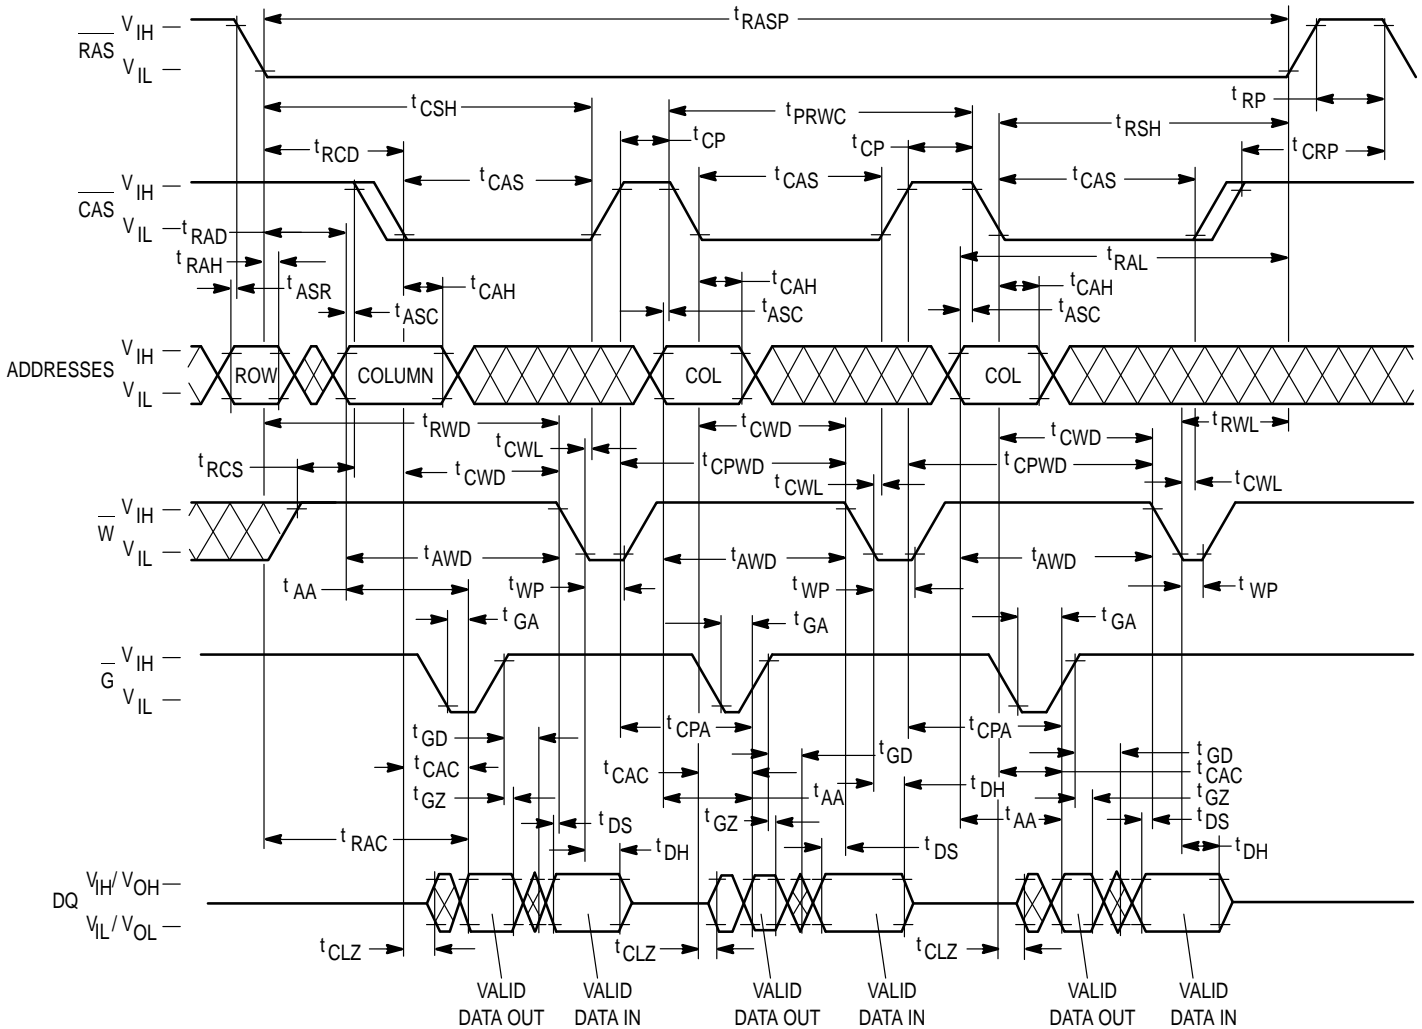 V IH
RAS
V IL
t RASP
t CSH
t PRWC
t RP
t RSH
t RCD
t CP
t CP
t CRP
V IH
CAS
V IL
t CAS
t CAS
t CAS
t RAD
t RAH
t ASR
t CAH
t ASC
t CAH
t ASC
t RAL
t CAH
t ASC
ADDRESSES
V IH
V IL
ROW
COLUMN
COL
COL
t RWD
t CWL
t CWD
t CWD
t RWL
t RCS
t CWD
t CPWD
t CWL
t CPWD
t CWL
V IH
W
V IL
t AWD
t AWD
t AWD
t AA
t WP
t WP
t WP
t GA
t GA
t GA
V IH
G
V IL
t GD
t CPA
t CPA
t GD
t GD
t CAC
t CAC
t CAC
t GZ
t AA
t DH
t GZ
t GZ
t DS
t AA
t DS
t RAC
t DH
t DS
t DH
VIH/ VOH
DQ
VIL/ VOL
t CLZ
t CLZ
t CLZ
VALID
DATA OUT
VALID
DATA IN
VALID
DATA OUT
VALID
DATA IN
VALID
DATA OUT
VALID
DATA IN